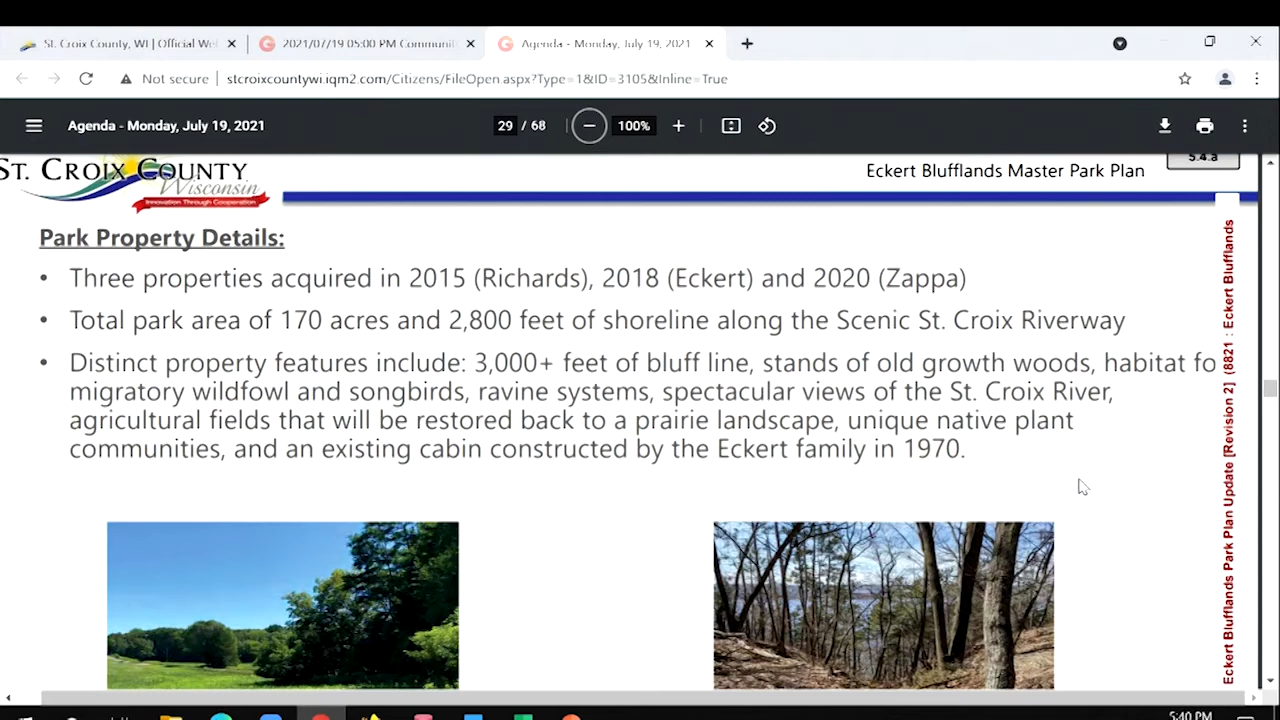 St. Croix County, WI | Official Wel
2021/07/19 05:00 PM Communit
Agenda - Monday, July 19, 2021
Not secure
stcroixcountywi.iqm2.com/Citizens/FileOpen.aspx?Type=1&ID=3105&Inline=True
Agenda - Monday, July 19, 2021
29 / 68
100%
5.4.a
ST. CROIX COUNTY
Wisconsin
Innovation Through Cooperation
Eckert Blufflands Master Park Plan
Park Property Details:
• Three properties acquired in 2015 (Richards), 2018 (Eckert) and 2020 (Zappa)
• Total park area of 170 acres and 2,800 feet of shoreline along the Scenic St. Croix Riverway
• Distinct property features include: 3,000+ feet of bluff line, stands of old growth woods, habitat fo
migratory wildfowl and songbirds, ravine systems, spectacular views of the St. Croix River,
agricultural fields that will be restored back to a prairie landscape, unique native plant
communities, and an existing cabin constructed by the Eckert family in 1970.
Eckert Blufflands Park Plan Update [Revision 2] (8821 : Eckert Blufflands
5:40 PM